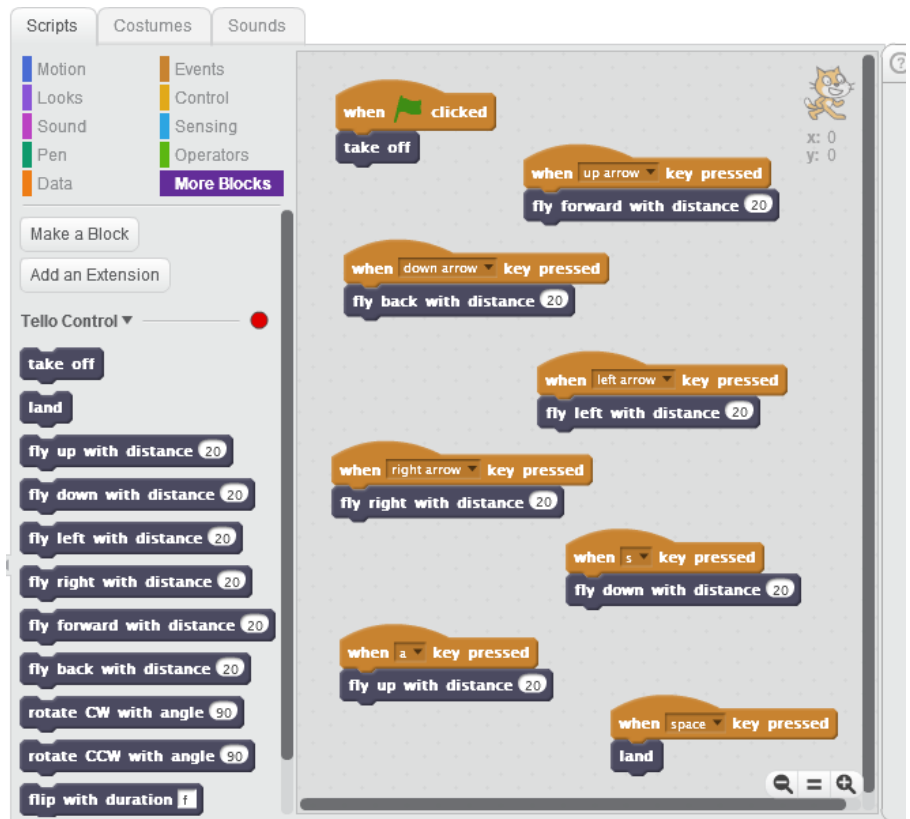 Scripts Costumes Sounds
Motion Events
Looks Control
Sound Sensing
Pen Operators
Data More Blocks
Make a Block
Add an Extension
Tello Control
take off
land
fly up with distance 20
fly down with distance 20
fly left with distance 20
fly right with distance 20
fly forward with distance 20
fly back with distance 20
rotate CW with angle 90
rotate CCW with angle 90
flip with duration f
when clicked
take off
x: 0
y: 0
when up arrow key pressed
fly forward with distance 20
when down arrow key pressed
fly back with distance 20
when left arrow key pressed
fly left with distance 20
when right arrow key pressed
fly right with distance 20
when s key pressed
fly down with distance 20
when a key pressed
fly up with distance 20
when space key pressed
land
=
?